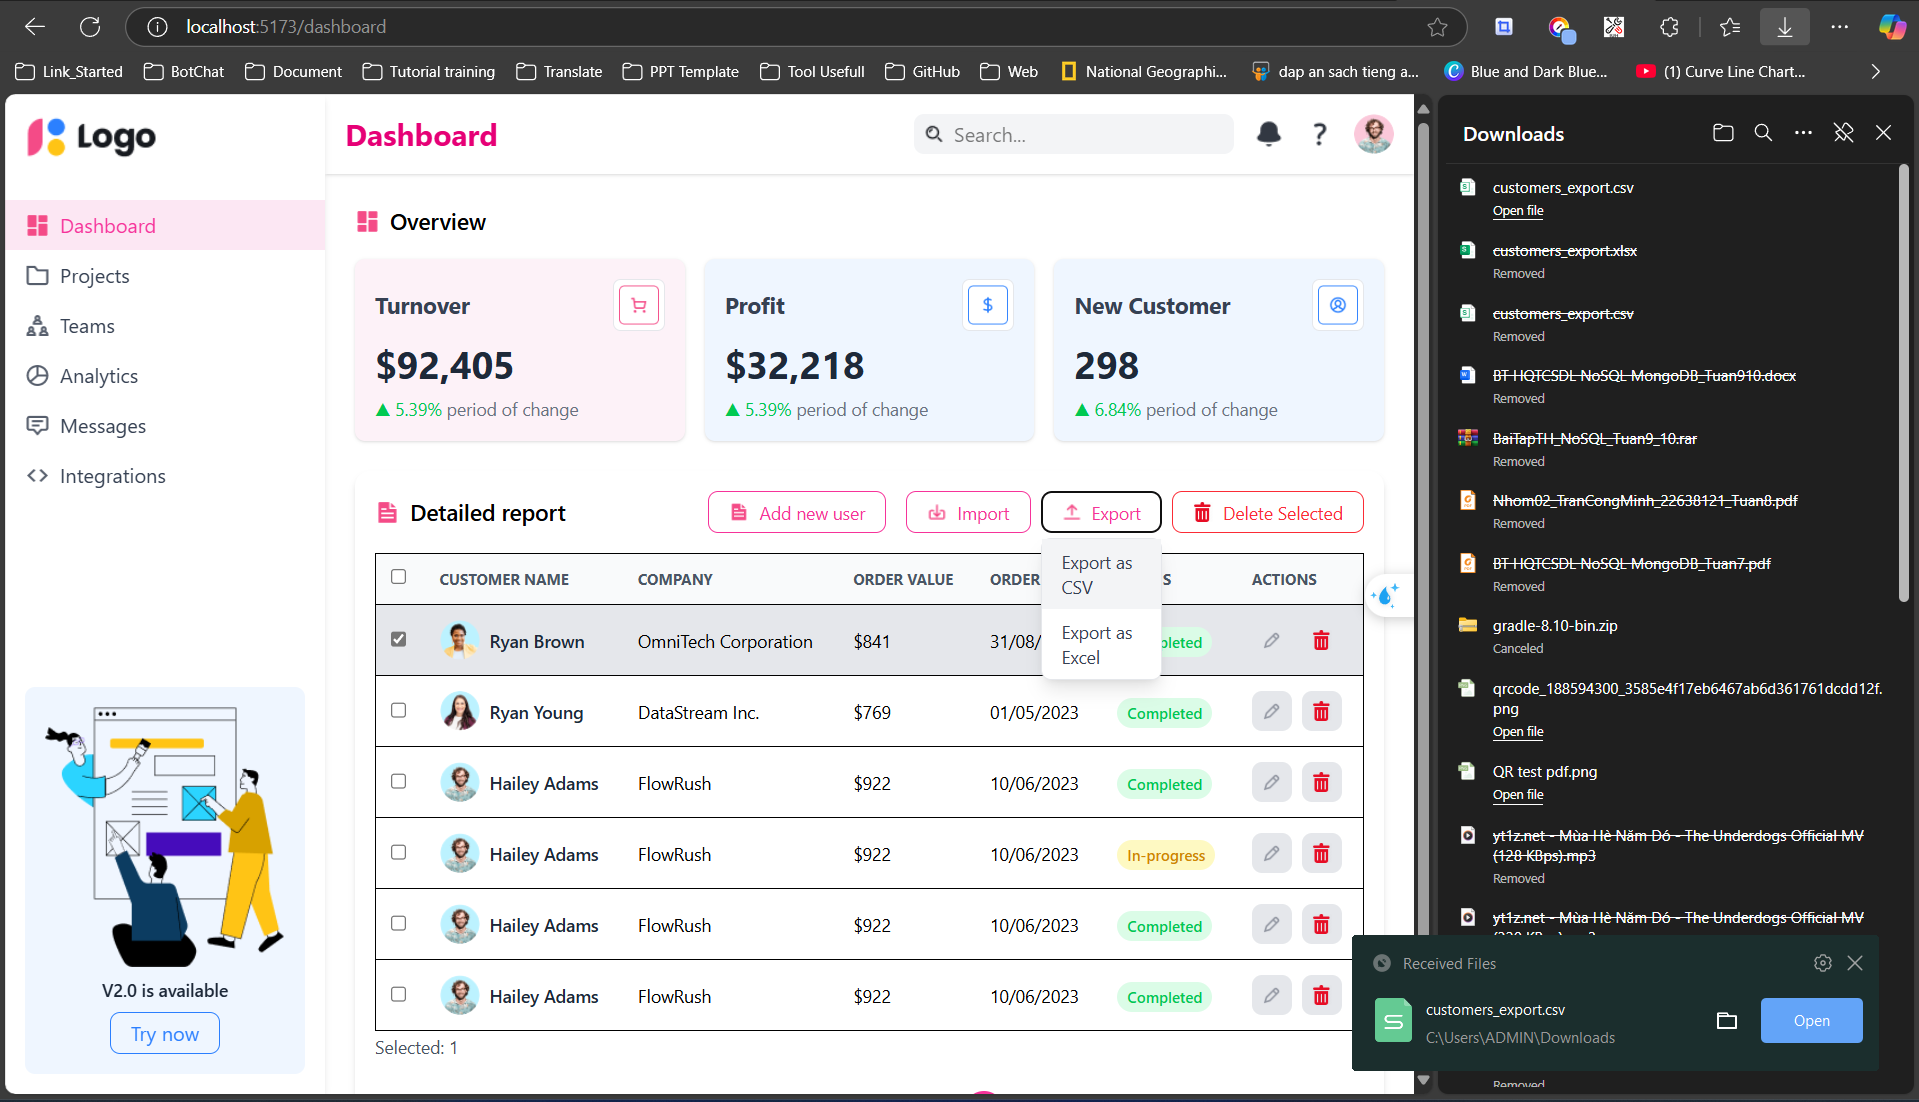 localhost:5173/dashboard
Link_Started
BotChat
Document
Tutorial training
Translate
PPT Template
Tool Usefull
GitHub
Web
National Geographi...
dap an sach tieng a...
Blue and Dark Blue...
(1) Curve Line Chart...
Logo
Dashboard
Projects
Teams
Analytics
Messages
Integrations
V2.0 is available
Try now
Dashboard
Search...
Overview
Turnover
$92,405
5.39% period of change
Profit
$32,218
5.39% period of change
New Customer
298
6.84% period of change
Detailed report
Add new user
Import
Export
Delete Selected
Export as
CSV
Export as
Excel
CUSTOMER NAME COMPANY ORDER VALUE ORDER S ACTIONS
Ryan Brown OmniTech Corporation $841 31/08/ pleted
Ryan Young DataStream Inc. $769 01/05/2023 Completed
Hailey Adams FlowRush $922 10/06/2023 Completed
Hailey Adams FlowRush $922 10/06/2023 In-progress
Hailey Adams FlowRush $922 10/06/2023 Completed
Hailey Adams FlowRush $922 10/06/2023 Completed
Selected: 1
Downloads
customers_export.csv
Open file
customers_export.xlsx
Removed
customers_export.csv
Removed
BT HQTCSDL NoSQL MongoDB_Tuan910.docx
Removed
BaiTapTH_NoSQL_Tuan9_10.rar
Removed
Nhom02_TranCongMinh_22638121_Tuan8.pdf
Removed
BT HQTCSDL NoSQL MongoDB_Tuan7.pdf
Removed
gradle-8.10-bin.zip
Canceled
qrcode_188594300_3585e4f17eb6467ab6d361761dcdd12f.
png
Open file
QR test pdf.png
Open file
yt1z.net - Mùa Hè Năm Đó - The Underdogs Official MV
(128 KBps).mp3
Removed
yt1z.net - Mùa Hè Năm Đó - The Underdogs Official MV
Received Files
customers_export.csv
C:\Users\ADMIN\Downloads
Open
Removed